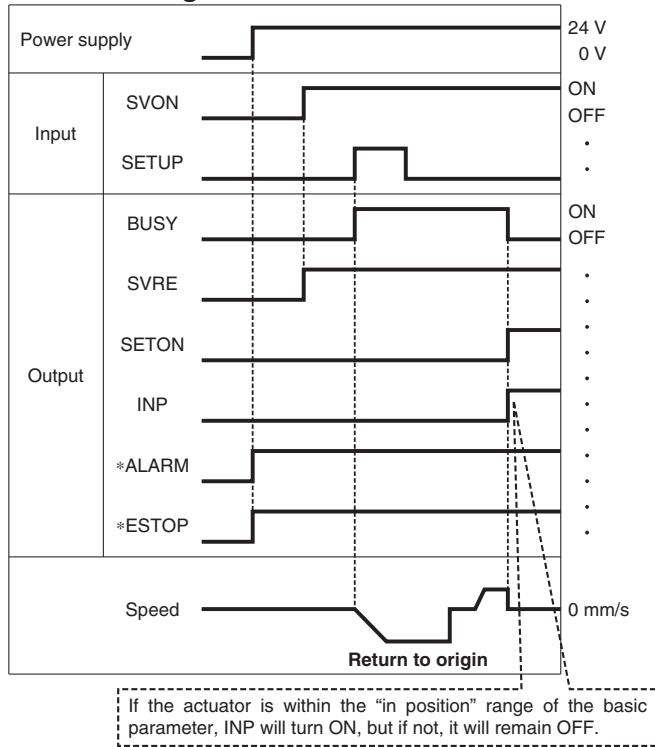 Power supply
24 V
0 V
Input
SVON
ON
OFF
SETUP
Output
BUSY
ON
OFF
SVRE
SETON
INP
*ALARM
*ESTOP
Speed
0 mm/s
Return to origin
If the actuator is within the “in position” range of the basic
parameter, INP will turn ON, but if not, it will remain OFF.